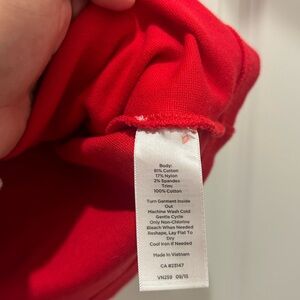 Body:
81% Cotton
17% Nylon
2% Spandex
Trim:
100% Cotton
Turn Garment Inside
Out
Machine Wash Cold
Gentle Cycle
Only Non-Chlorine
Bleach When Needed
Reshape, Lay Flat To
Dry
Cool Iron If Needed
Made In Vietnam
CA #23147
VN259 09/15